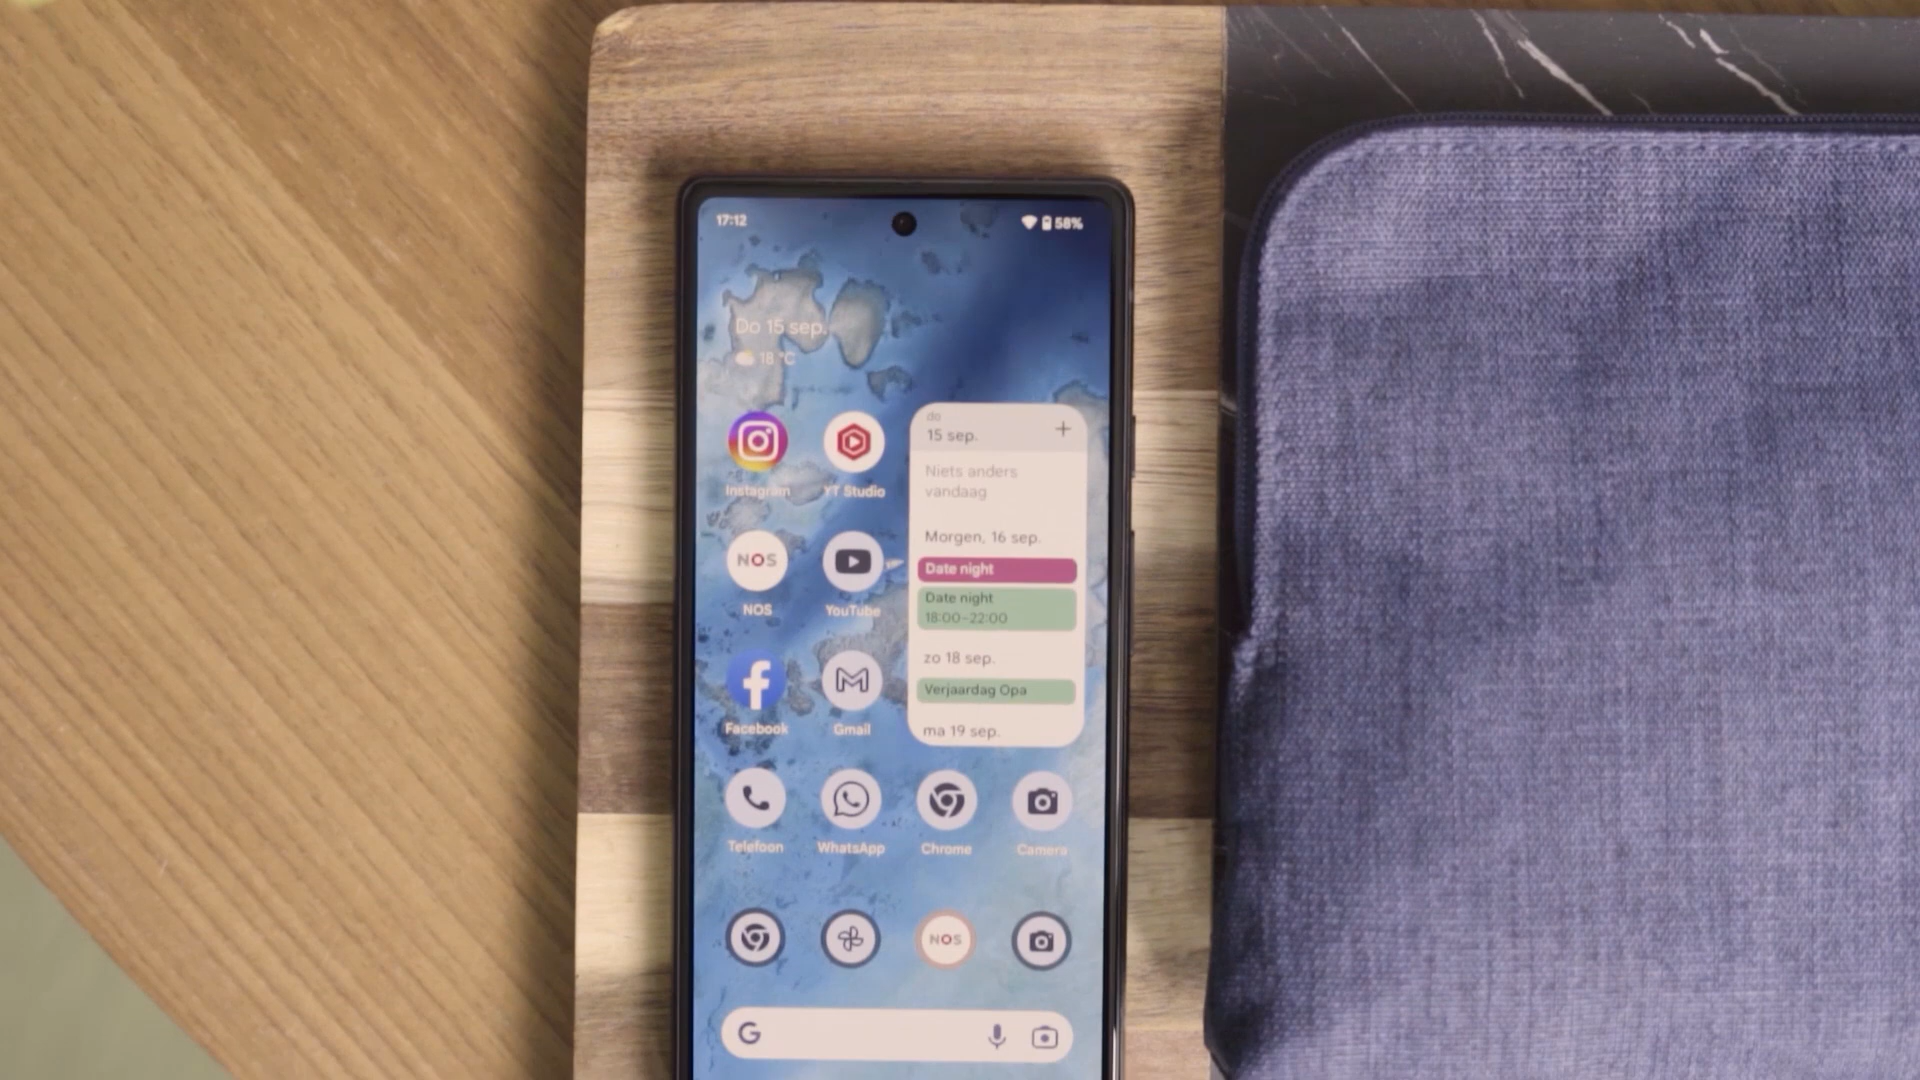 17:12
58%
Do 15 sep.
18 °C
Instagram
YT Studio
do
15 sep.
+
Niets anders
vandaag
Morgen, 16 sep.
Date night
Date night
18:00–22:00
zo 18 sep.
Verjaardag Opa
ma 19 sep.
NOS
NOS
YouTube
Facebook
Gmail
Telefoon
WhatsApp
Chrome
Camera
NOS
G